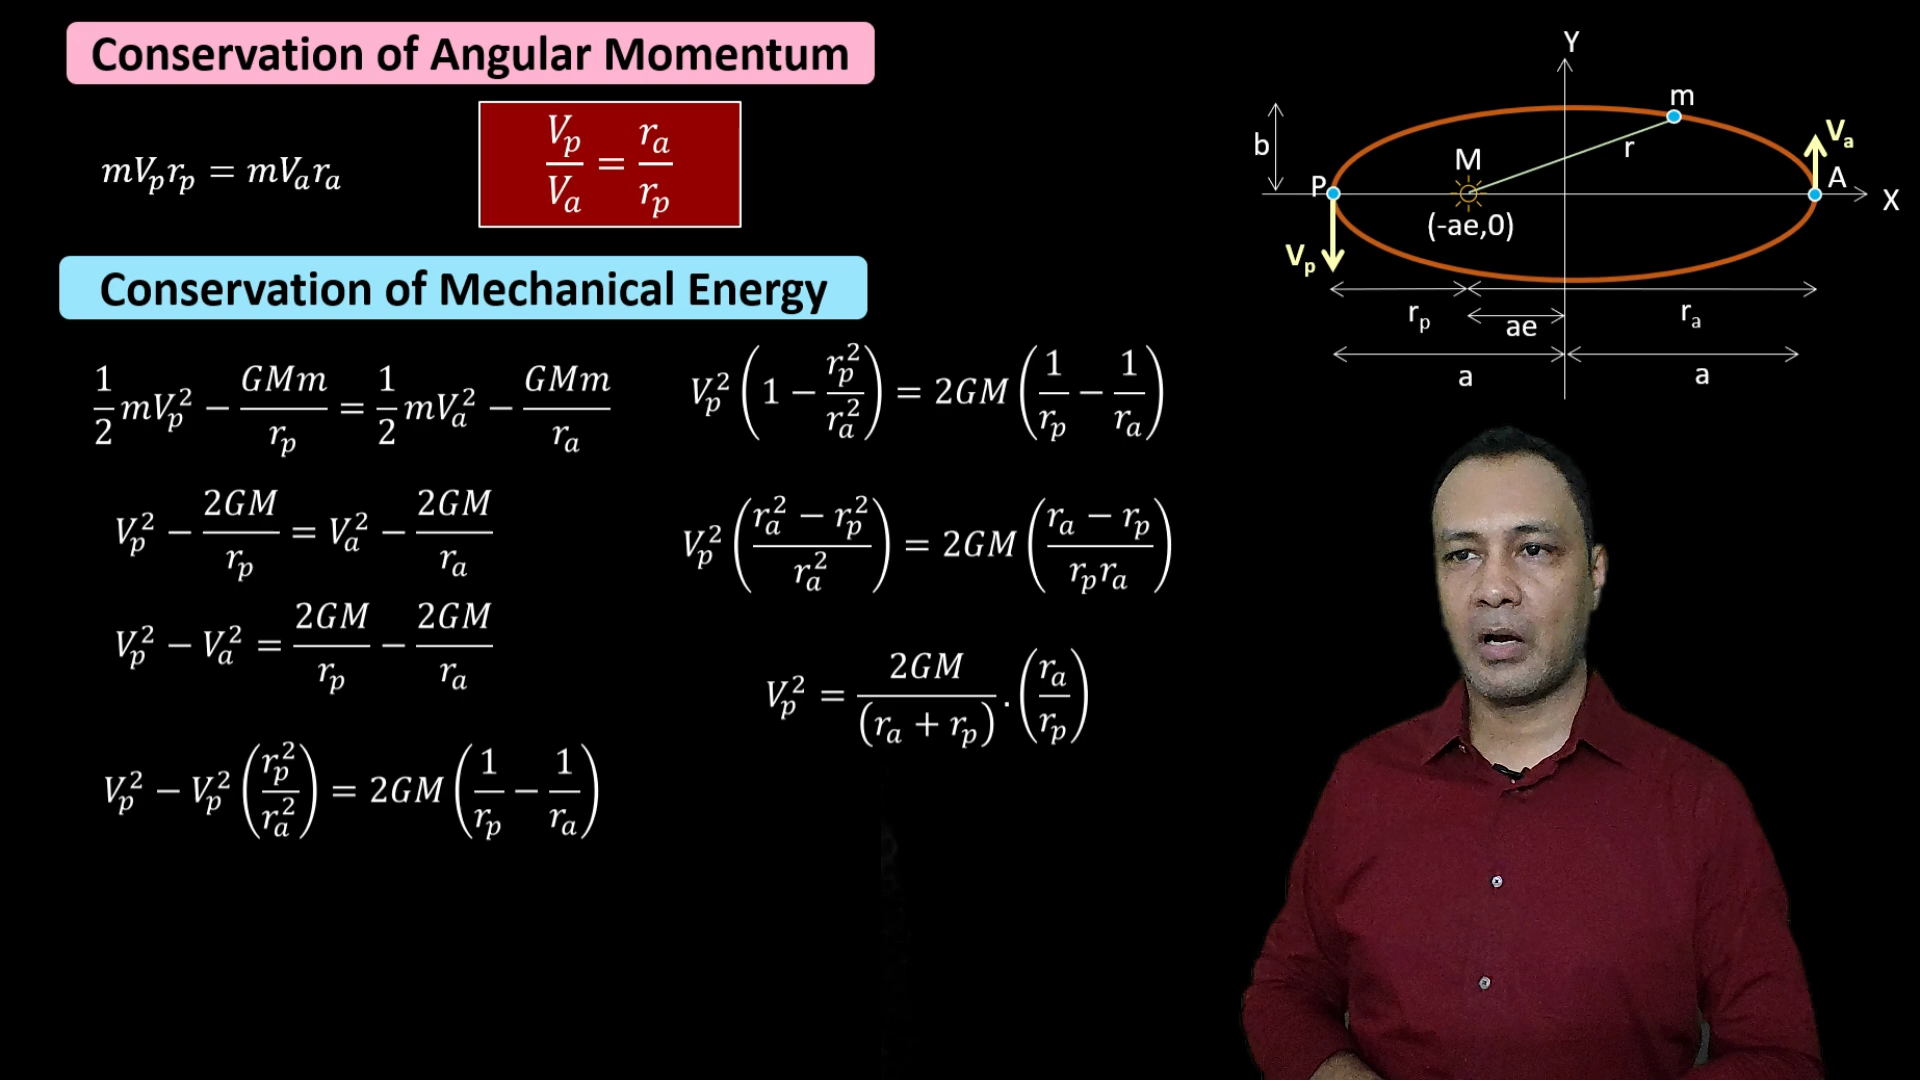 Conservation of Angular Momentum
mV_p r_p = mV_a r_a
V_p/V_a = r_a/r_p
Conservation of Mechanical Energy
1/2 mV_p^2 − GMm/r_p = 1/2 mV_a^2 − GMm/r_a
V_p^2 − 2GM/r_p = V_a^2 − 2GM/r_a
V_p^2 − V_a^2 = 2GM/r_p − 2GM/r_a
V_p^2 − V_p^2 (r_p^2/r_a^2) = 2GM (1/r_p − 1/r_a)
V_p^2 (1 − r_p^2/r_a^2) = 2GM (1/r_p − 1/r_a)
V_p^2 ((r_a^2 − r_p^2)/r_a^2) = 2GM ((r_a − r_p)/(r_p r_a))
V_p^2 = 2GM/(r_a + r_p) . (r_a/r_p)
Y
m
V_a
b
M
r
P
A
X
(-ae,0)
V_p
r_p
ae
r_a
a
a